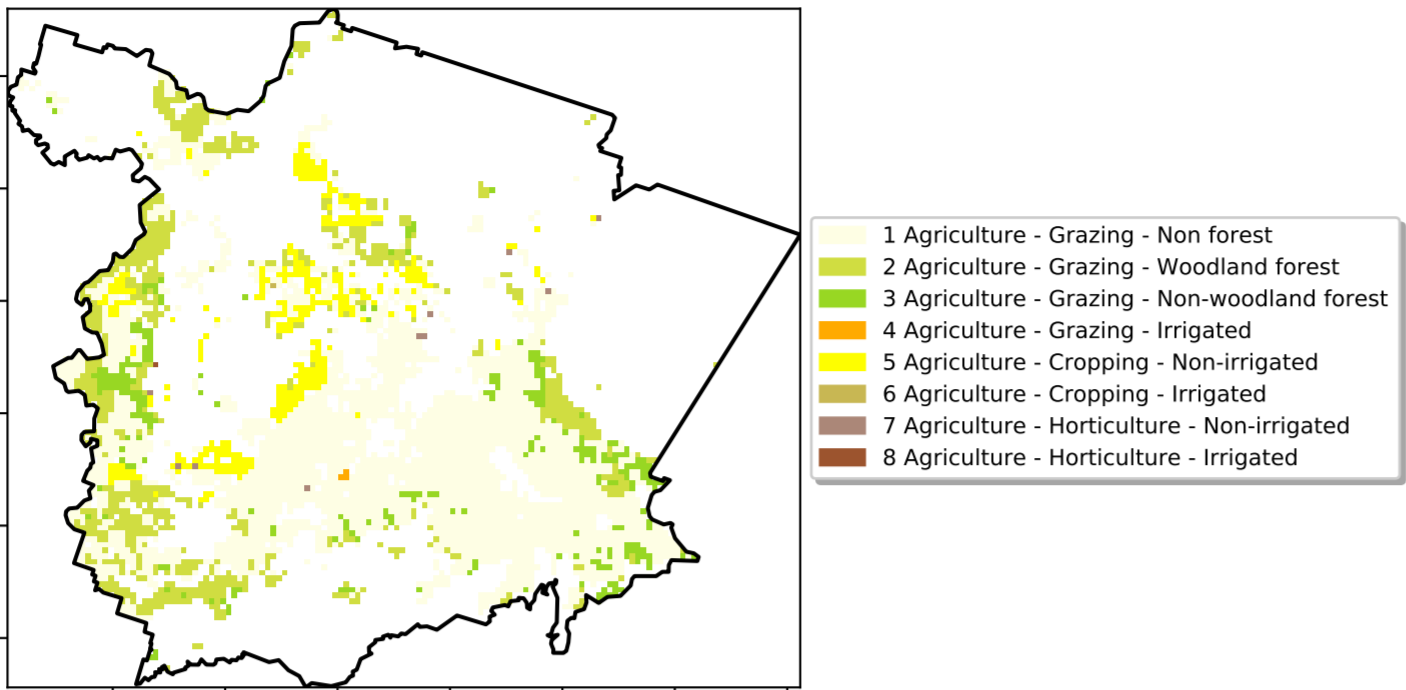 1 Agriculture - Grazing - Non forest
2 Agriculture - Grazing - Woodland forest
3 Agriculture - Grazing - Non-woodland forest
4 Agriculture - Grazing - Irrigated
5 Agriculture - Cropping - Non-irrigated
6 Agriculture - Cropping - Irrigated
7 Agriculture - Horticulture - Non-irrigated
8 Agriculture - Horticulture - Irrigated